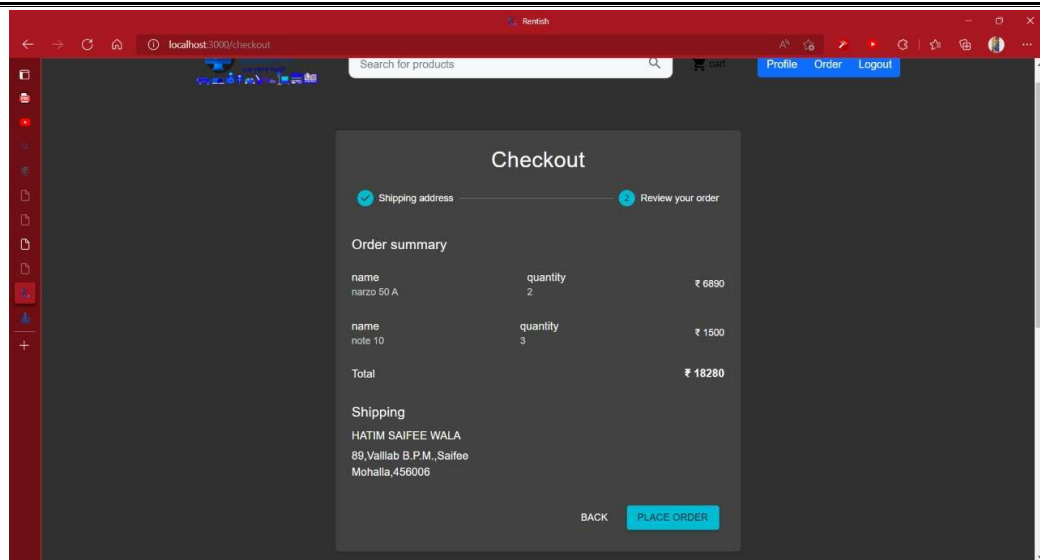 Rentish
localhost:3000/checkout
Search for products
cart
Profile Order Logout
Checkout
Shipping address
2 Review your order
Order summary
name quantity
narzo 50 A 2 ₹ 6890
name quantity
note 10 3 ₹ 1500
Total ₹ 18280
Shipping
HATIM SAIFEE WALA
89,Valllab B.P.M.,Saifee
Mohalla,456006
BACK PLACE ORDER